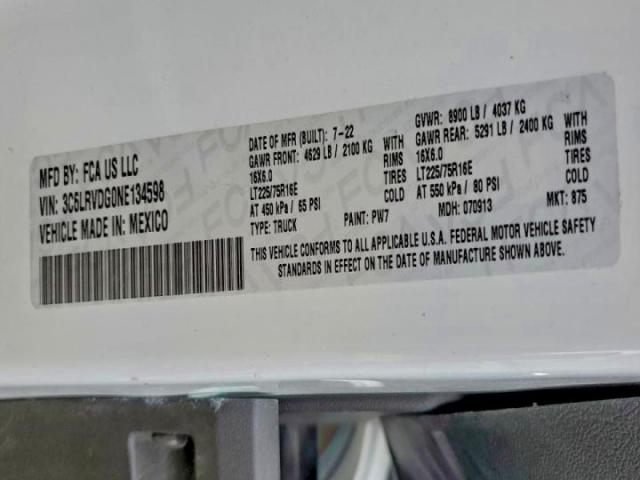 MFD BY: FCA US LLC
VIN: 3C6LRVDG0NE134598
VEHICLE MADE IN: MEXICO
DATE OF MFR (BUILT): 7-22 GVWR: 8900 LB / 4037 KG
GAWR FRONT: 4629 LB / 2100 KG WITH GAWR REAR: 5291 LB / 2400 KG WITH
16X6.0 RIMS 16X6.0 RIMS
LT225/75R16E TIRES LT225/75R16E TIRES
AT 450 kPa / 65 PSI COLD AT 550 kPa / 80 PSI COLD
TYPE: TRUCK PAINT: PW7 MDH: 070913 MKT: 875
THIS VEHICLE CONFORMS TO ALL APPLICABLE U.S.A. FEDERAL MOTOR VEHICLE SAFETY
STANDARDS IN EFFECT ON THE DATE OF MANUFACTURE SHOWN ABOVE.